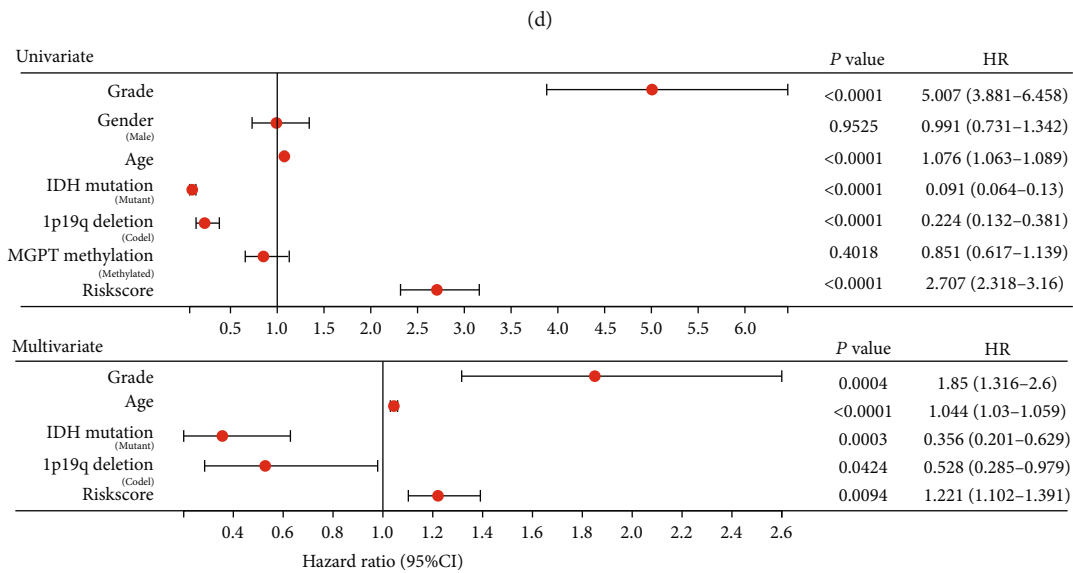 (d)
Univariate P value HR
Grade <0.0001 5.007 (3.881–6.458)
Gender 0.9525 0.991 (0.731–1.342)
(Male)
Age <0.0001 1.076 (1.063–1.089)
IDH mutation <0.0001 0.091 (0.064–0.13)
(Mutant)
1p19q deletion <0.0001 0.224 (0.132–0.381)
(Codel)
MGPT methylation 0.4018 0.851 (0.617–1.139)
(Methylated)
Riskscore <0.0001 2.707 (2.318–3.16)
0.5 1.0 1.5 2.0 2.5 3.0 3.5 4.0 4.5 5.0 5.5 6.0
Multivariate P value HR
Grade 0.0004 1.85 (1.316–2.6)
Age <0.0001 1.044 (1.03–1.059)
IDH mutation 0.0003 0.356 (0.201–0.629)
(Mutant)
1p19q deletion 0.0424 0.528 (0.285–0.979)
(Codel)
Riskscore 0.0094 1.221 (1.102–1.391)
0.4 0.6 0.8 1.0 1.2 1.4 1.6 1.8 2.0 2.2 2.4 2.6
Hazard ratio (95%CI)